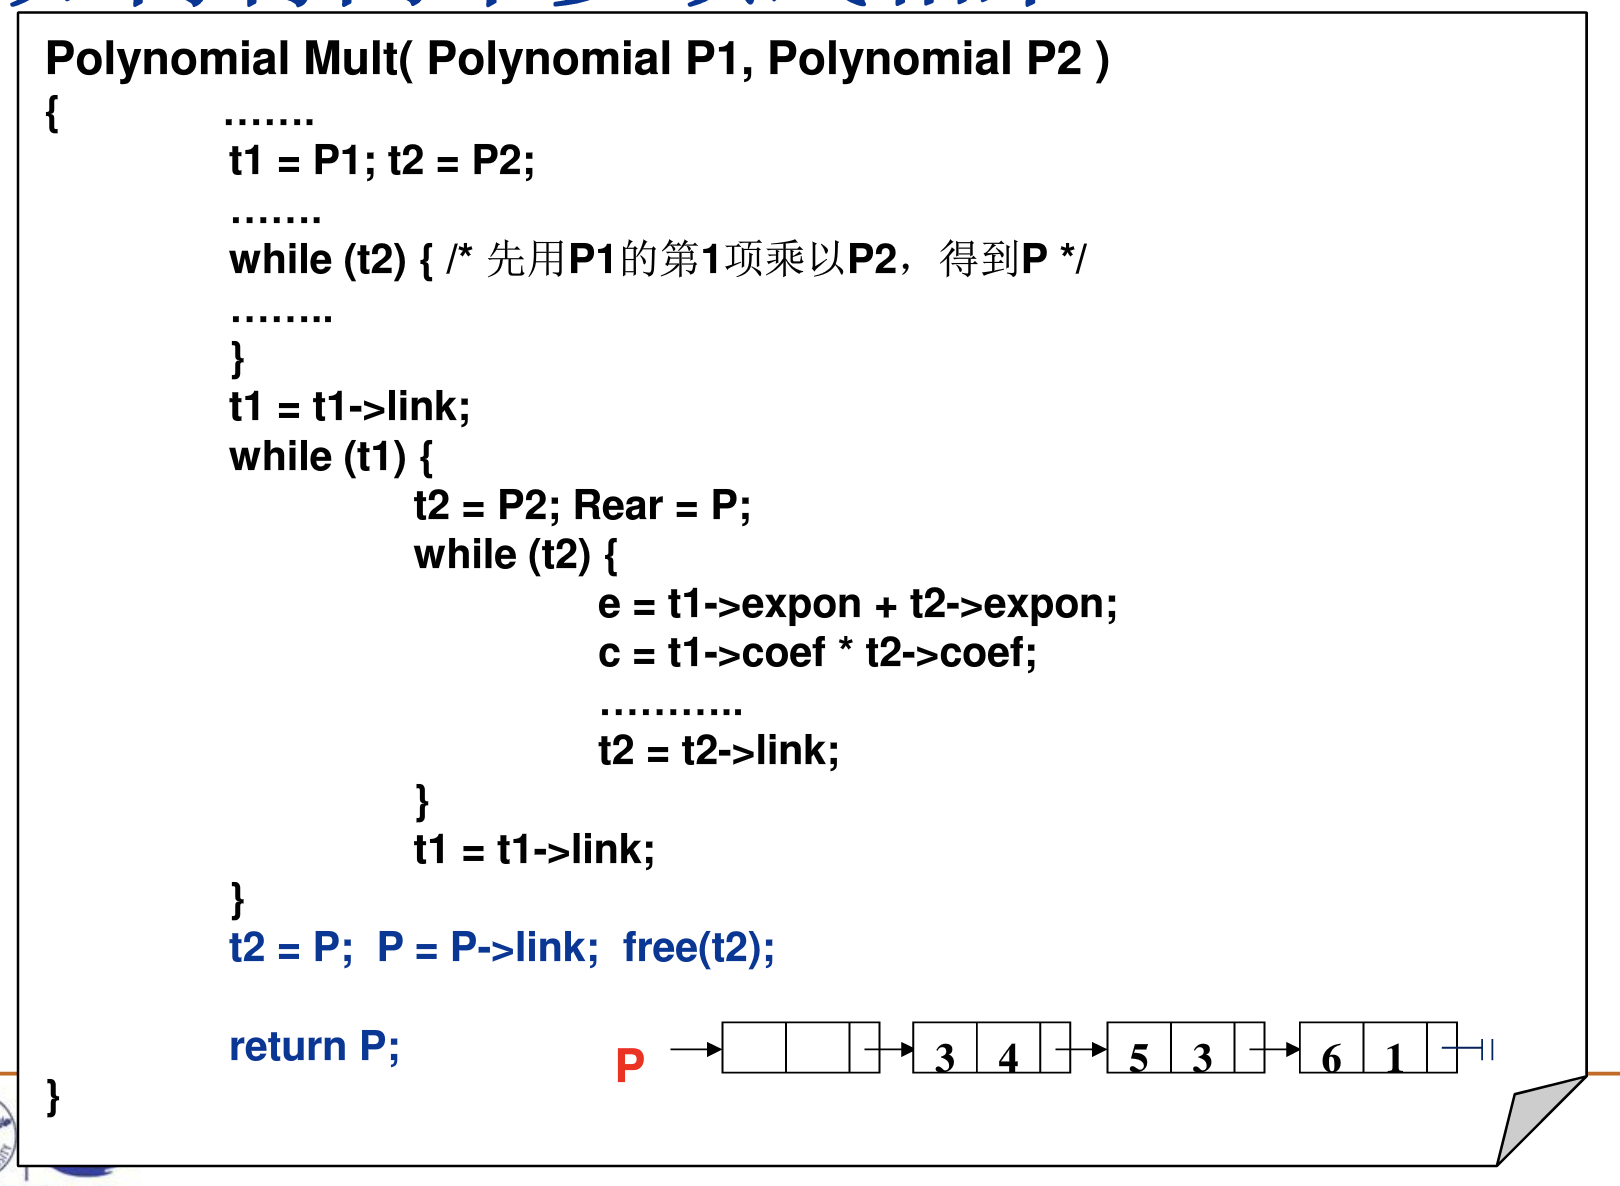 Polynomial Mult( Polynomial P1, Polynomial P2 )
{ …….
t1 = P1; t2 = P2;
…….
while (t2) { /* 先用P1的第1项乘以P2，得到P */
……..
}
t1 = t1->link;
while (t1) {
t2 = P2; Rear = P;
while (t2) {
e = t1->expon + t2->expon;
c = t1->coef * t2->coef;
………..
t2 = t2->link;
}
t1 = t1->link;
}
t2 = P; P = P->link; free(t2);
return P;
P 3 4 5 3 6 1
}